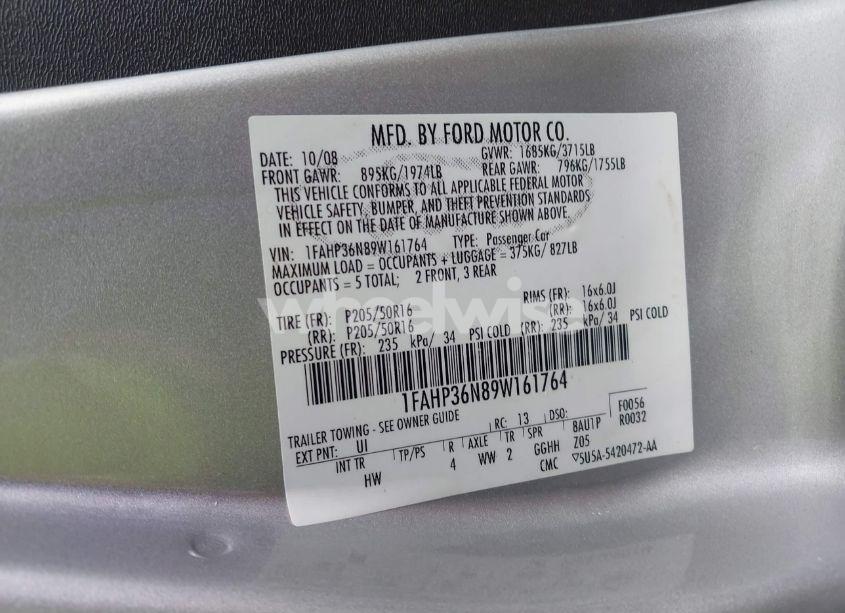 MFD. BY FORD MOTOR CO.
DATE: 10/08 GVWR: 1685KG/3715LB
FRONT GAWR: 895KG/1974LB REAR GAWR: 796KG/1755LB
THIS VEHICLE CONFORMS TO ALL APPLICABLE FEDERAL MOTOR
VEHICLE SAFETY, BUMPER, AND THEFT PREVENTION STANDARDS
IN EFFECT ON THE DATE OF MANUFACTURE SHOWN ABOVE.
VIN: 1FAHP36N89W161764 TYPE: Passenger Car
MAXIMUM LOAD = OCCUPANTS + LUGGAGE = 375KG/ 827LB
OCCUPANTS = 5 TOTAL; 2 FRONT, 3 REAR
wheelwise
TIRE (FR): P205/50R16 RIMS (FR): 16x6.0J
(RR): P205/50R16 (RR): 16x6.0J
PRESSURE (FR): 235 kPa/ 34 PSI COLD (RR): 235 kPa/ 34 PSI COLD
1FAHP36N89W161764
TRAILER TOWING - SEE OWNER GUIDE RC: 13 DSO: F0056
EXT PNT: UI R0032
INT TR TP/PS R AXLE TR SPR 8AU1P
HW 4 WW 2 GGHH Z05
CMC ▽5U5A-5420472-AA